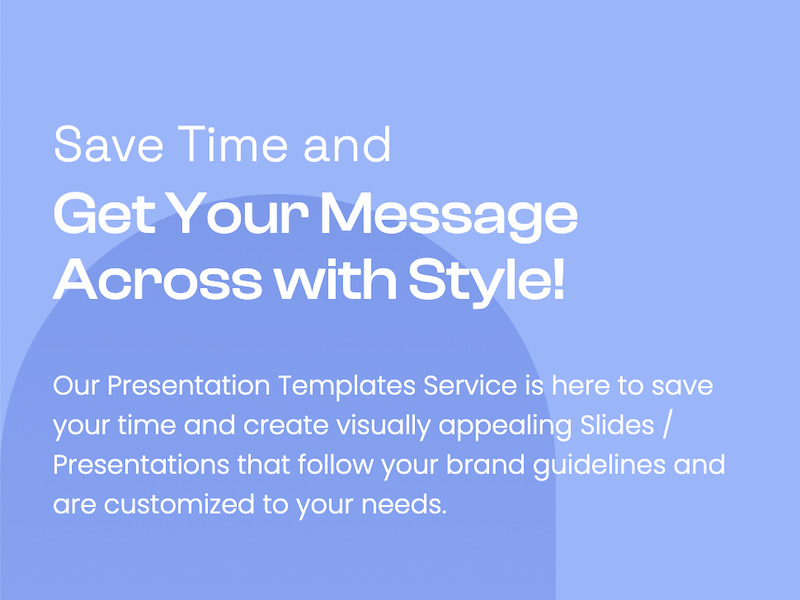 Save Time and
Get Your Message
Across with Style!
Our Presentation Templates Service is here to save
your time and create visually appealing Slides /
Presentations that follow your brand guidelines and
are customized to your needs.